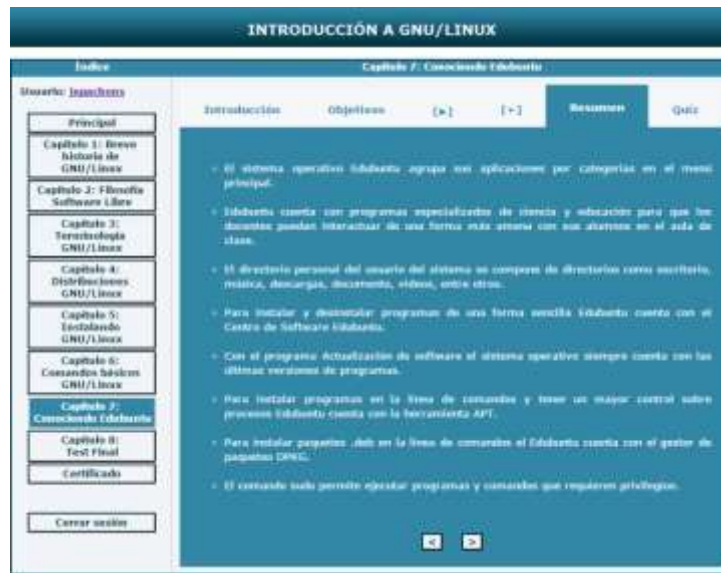 INTRODUCCIÓN A GNU/LINUX
Índice
Capítulo 7: Conociendo Edubuntu
Usuario:
Introducción
Objetivos
[►]
[+]
Resumen
Quiz
Principal
Capítulo 1: Breve
historia de
GNU/Linux
Capítulo 2: Filosofía
Software Libre
Capítulo 3:
Terminología
GNU/Linux
Capítulo 4:
Distribuciones
GNU/Linux
Capítulo 5:
Instalando
GNU/Linux
Capítulo 6:
Comandos básicos
GNU/Linux
Capítulo 7:
Conociendo Edubuntu
Capítulo 8:
Test Final
Certificado
Cerrar sesión
El sistema operativo Edubuntu agrupa sus aplicaciones por categorías en el menú
principal.
Edubuntu cuenta con programas especializados de ciencia y educación para que los
docentes puedan interactuar de una forma más amena con sus alumnos en el aula de
clase.
El directorio personal del usuario del sistema se compone de directorios como escritorio,
música, descargas, documento, videos, entre otros.
Para instalar y desinstalar programas de una forma sencilla Edubuntu cuenta con el
Centro de Software Edubuntu.
Con el programa Actualización de software el sistema operativo siempre cuenta con las
últimas versiones de programas.
Para instalar programas en la línea de comandos y tener un mayor control sobre
procesos Edubuntu cuenta con la herramienta APT.
Para instalar paquetes .deb en la línea de comandos el Edubuntu cuenta con el gestor de
paquetes DPKG.
El comando sudo permite ejecutar programas y comandos que requieren privilegios.
<
>